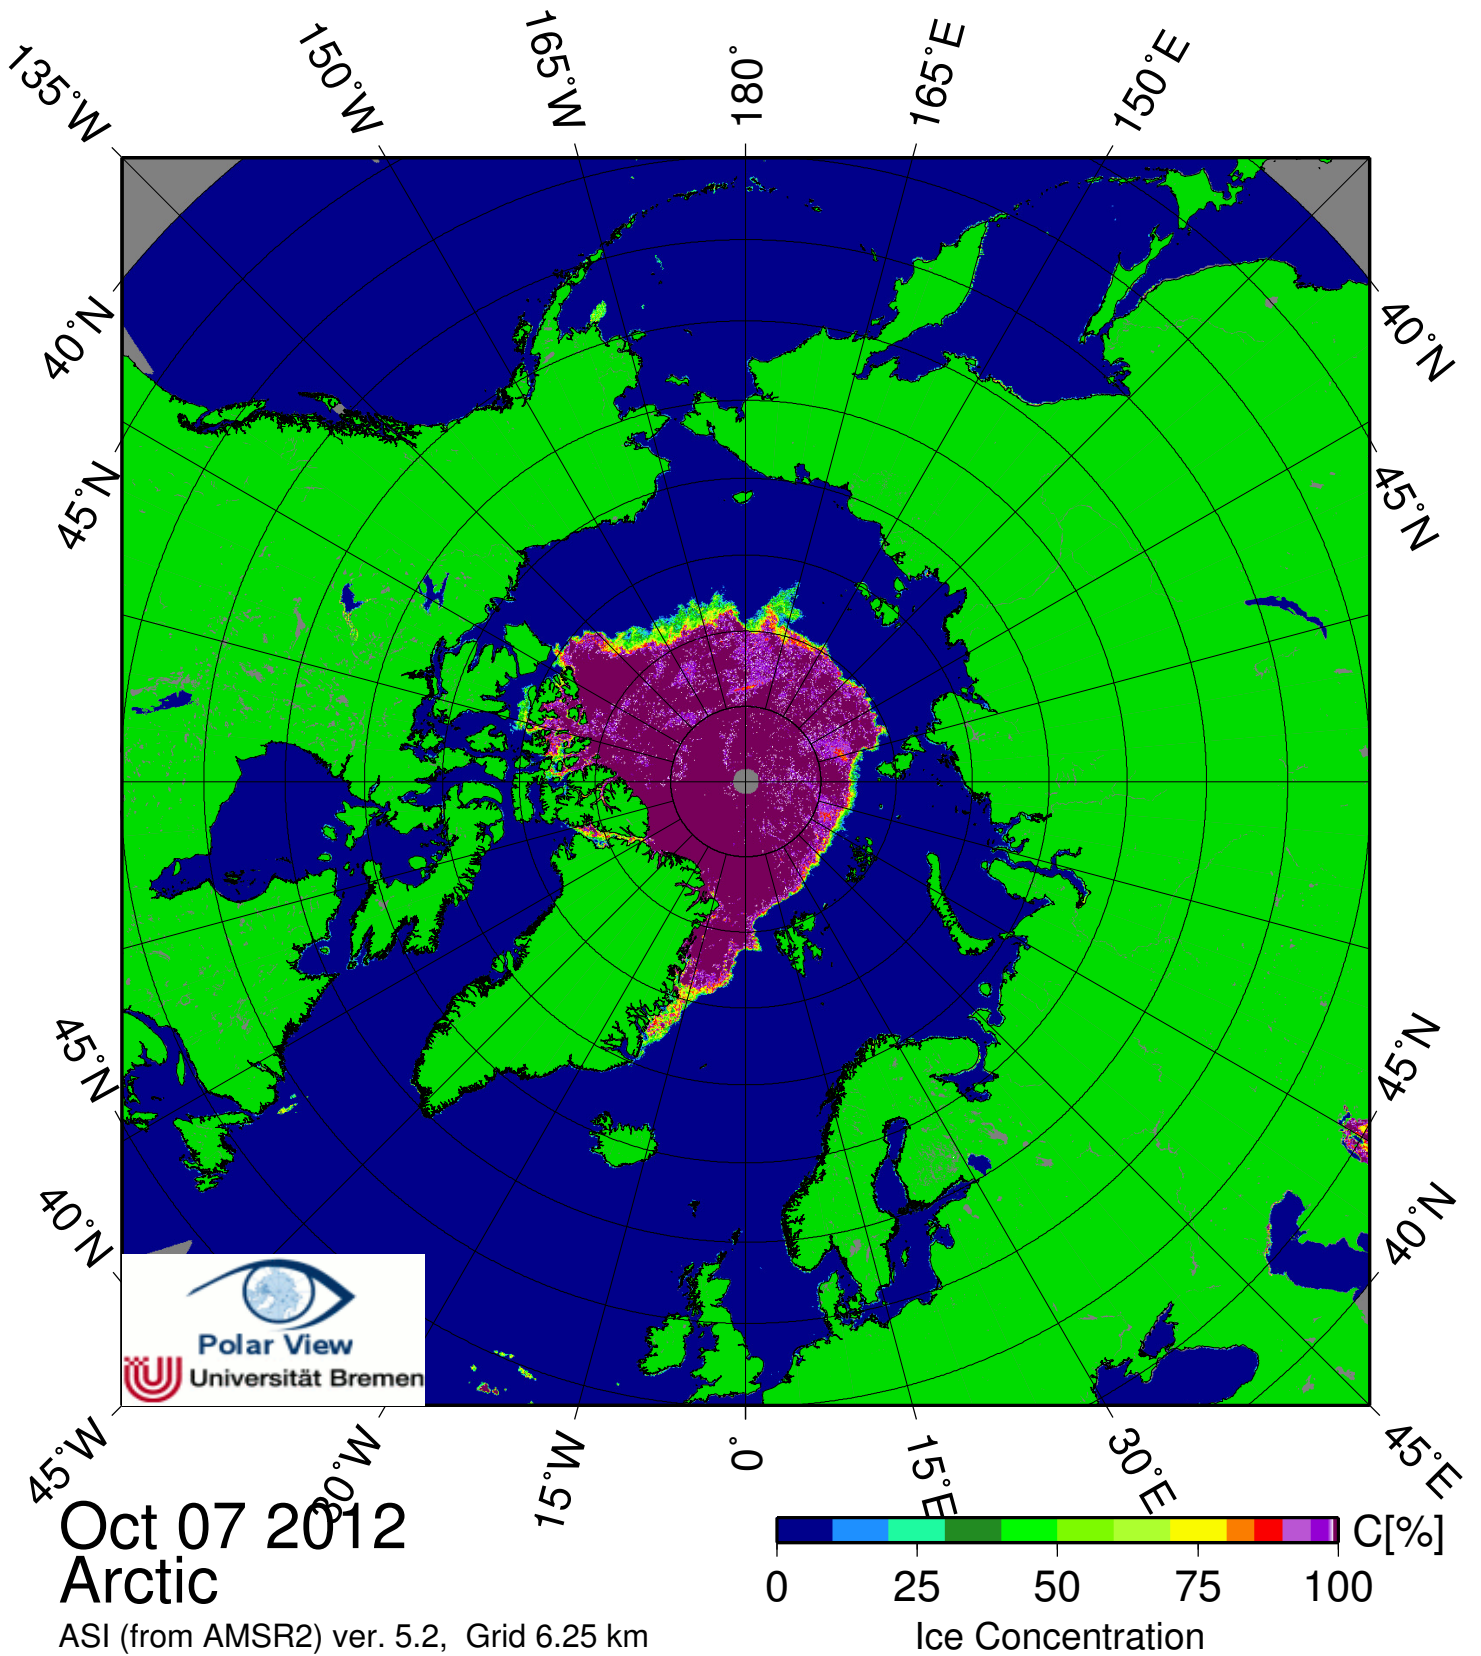 135°W
150°W
165°W
180°
165°E
150°E
40°N
40°N
45°N
45°N
45°N
45°N
40°N
40°N
Polar View
Universität Bremen
45°W
30°W
15°W
0°
15°E
30°E
45°E
Oct 07 2012
Arctic
ASI (from AMSR2) ver. 5.2, Grid 6.25 km
C[%]
0 25 50 75 100
Ice Concentration